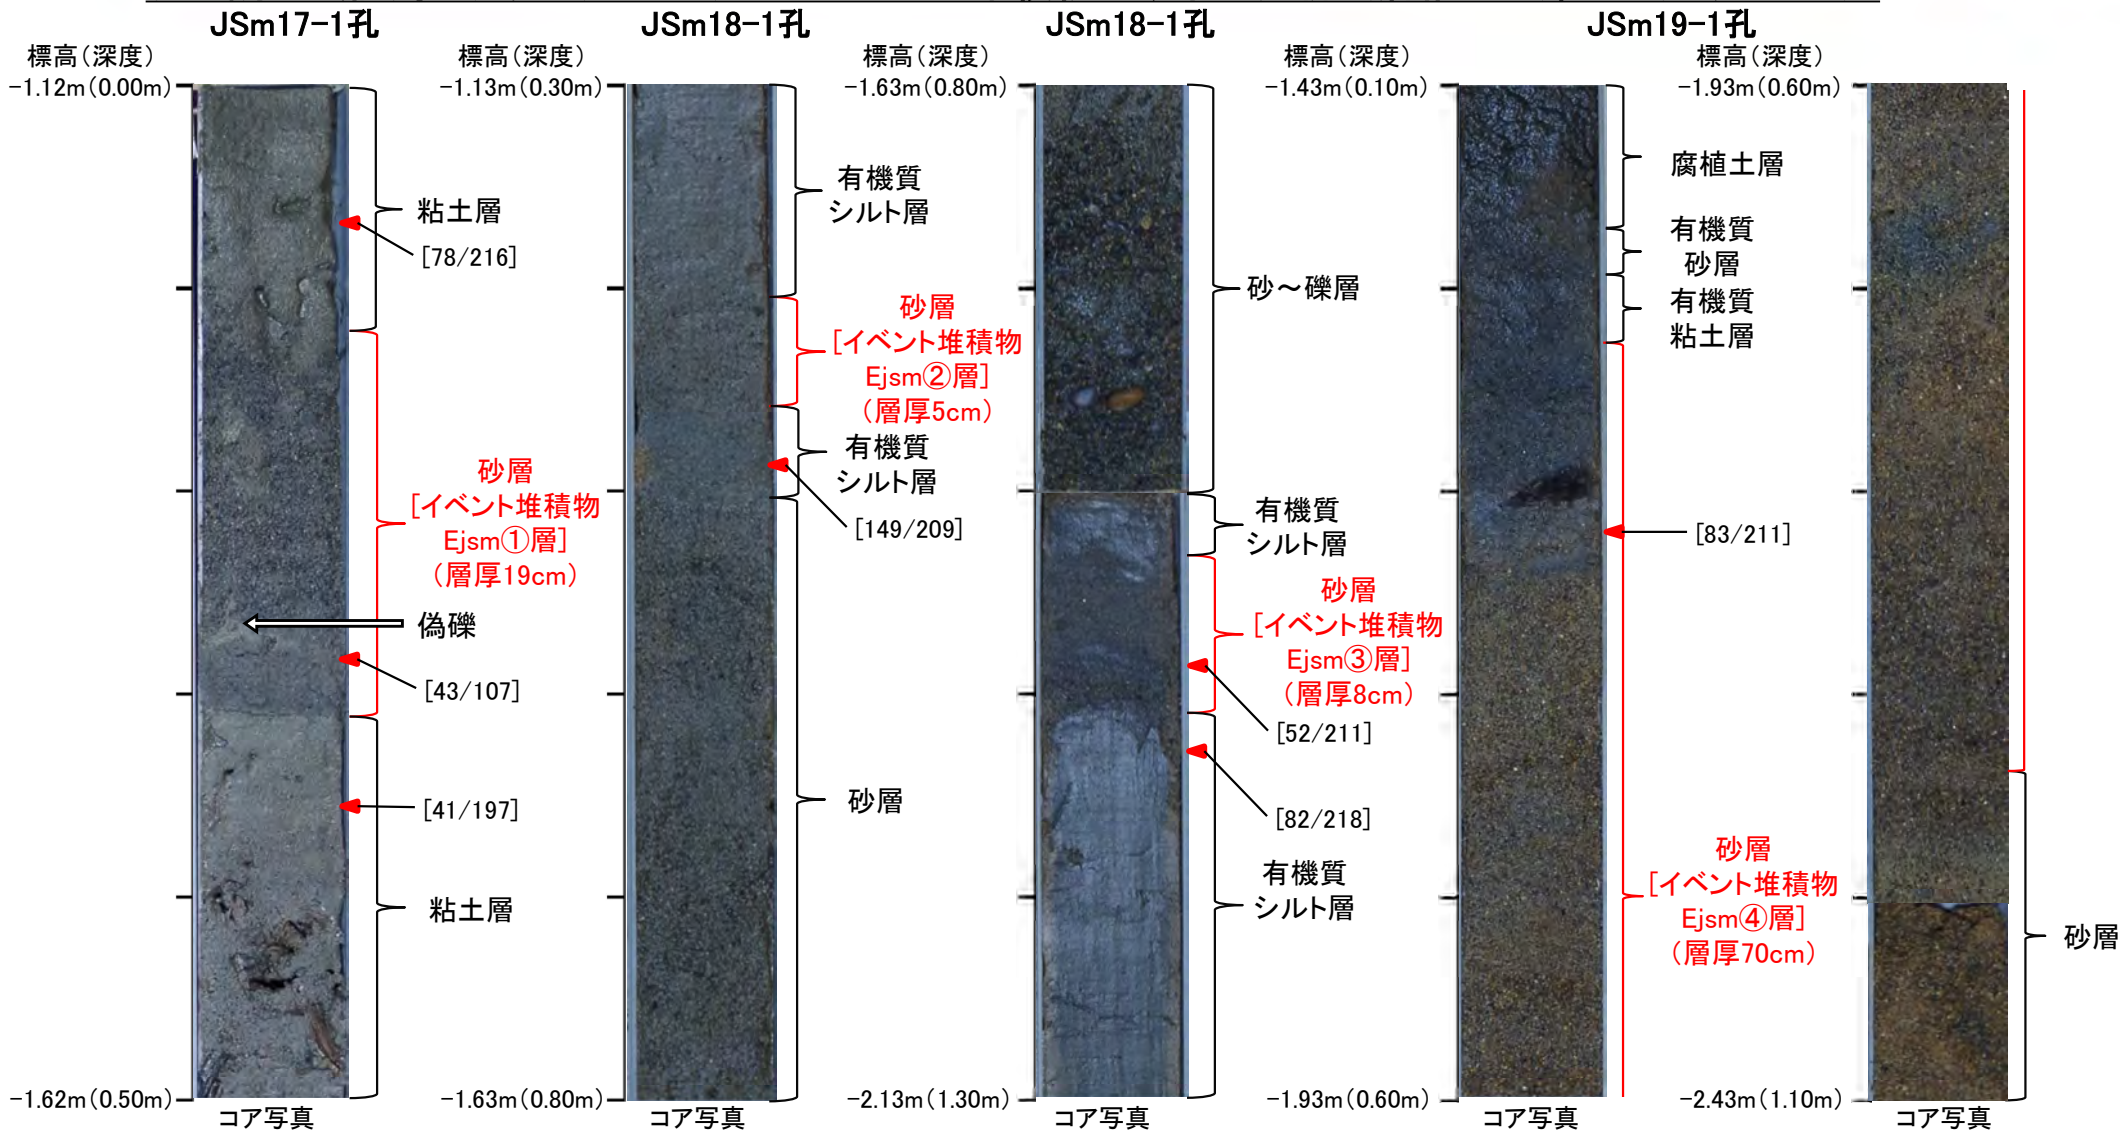 JSm17-1孔
標高(深度)
-1.12m(0.00m)
粘土層
[78/216]
砂層
[イベント堆積物
Ejsm①層]
(層厚19cm)
偽礫
[43/107]
[41/197]
粘土層
-1.62m(0.50m)
コア写真
JSm18-1孔
標高(深度)
-1.13m(0.30m)
有機質
シルト層
砂層
[イベント堆積物
Ejsm②層]
(層厚5cm)
有機質
シルト層
[149/209]
砂層
-1.63m(0.80m)
コア写真
JSm18-1孔
標高(深度)
-1.63m(0.80m)
砂～礫層
有機質
シルト層
砂層
[イベント堆積物
Ejsm③層]
(層厚8cm)
[52/211]
[82/218]
有機質
シルト層
-2.13m(1.30m)
コア写真
JSm19-1孔
標高(深度)
-1.43m(0.10m)
腐植土層
有機質
砂層
有機質
粘土層
[83/211]
砂層
[イベント堆積物
Ejsm④層]
(層厚70cm)
-1.93m(0.60m)
コア写真
標高(深度)
-1.93m(0.60m)
砂層
-2.43m(1.10m)
コア写真